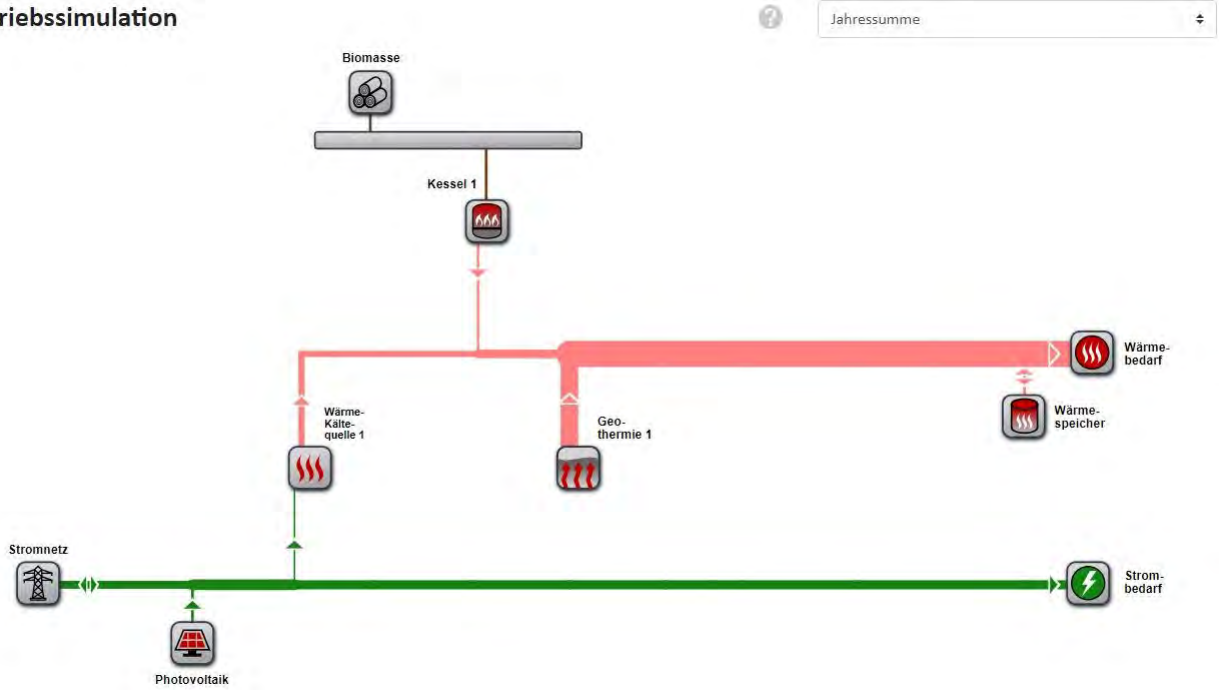 riebssimulation
?
Jahressumme
Biomasse
Kessel 1
Wärme-
bedarf
Wärme-
Kälte-
quelle 1
Geo-
thermie 1
Wärme-
speicher
Stromnetz
Strom-
bedarf
Photovoltaik